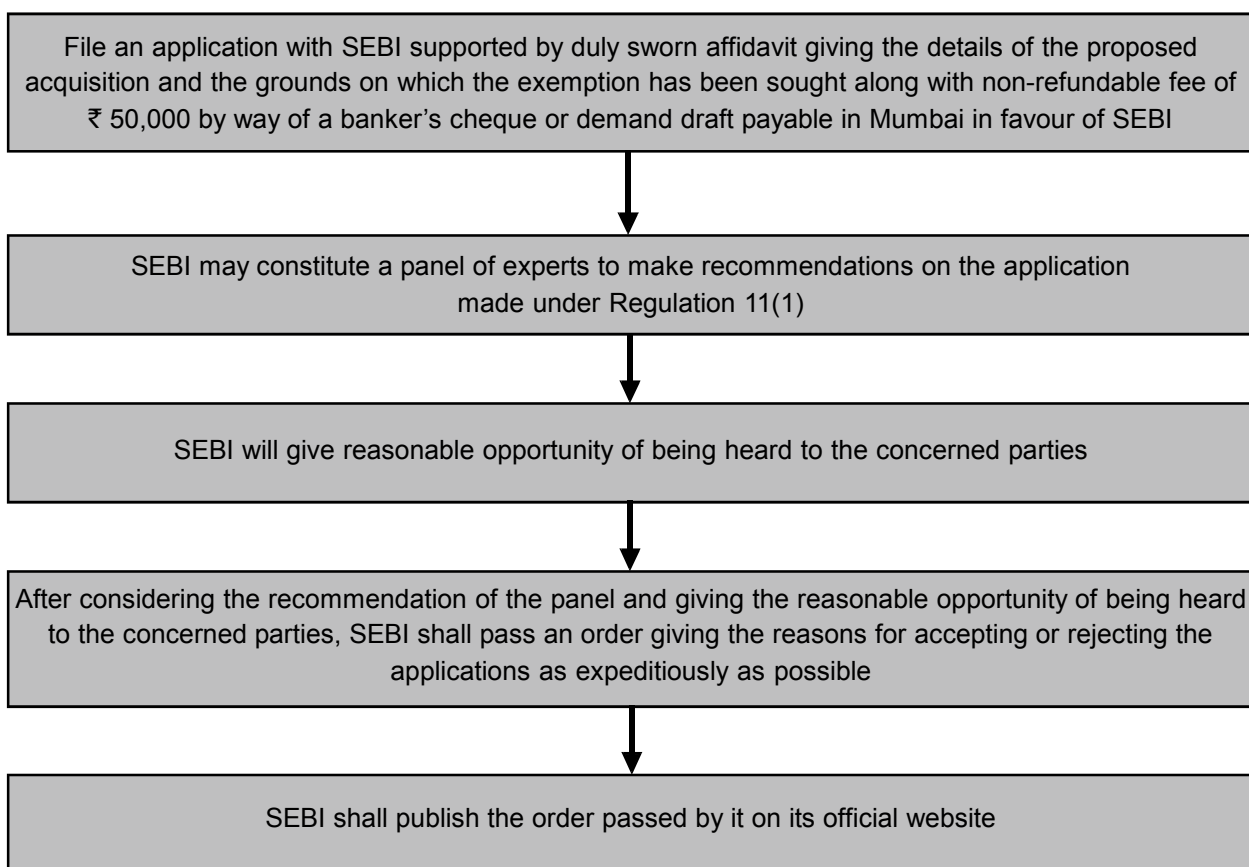 File an application with SEBI supported by duly sworn affidavit giving the details of the proposed
acquisition and the grounds on which the exemption has been sought along with non-refundable fee of
₹ 50,000 by way of a banker’s cheque or demand draft payable in Mumbai in favour of SEBI
SEBI may constitute a panel of experts to make recommendations on the application
made under Regulation 11(1)
SEBI will give reasonable opportunity of being heard to the concerned parties
After considering the recommendation of the panel and giving the reasonable opportunity of being heard
to the concerned parties, SEBI shall pass an order giving the reasons for accepting or rejecting the
applications as expeditiously as possible
SEBI shall publish the order passed by it on its official website